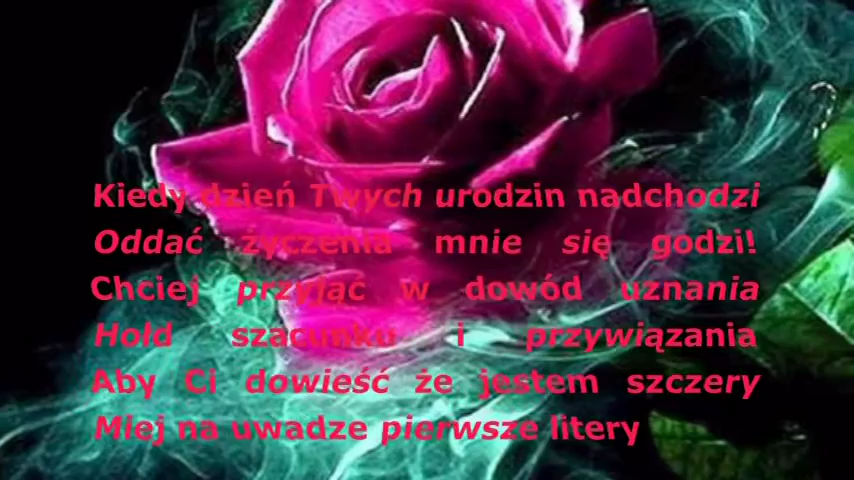 Kiedy dzień Twych urodzin nadchodzi
Oddać życzenia mnie się godzi!
Chciej przyjąć w dowód uznania
Hołd szacunku i przywiązania
Aby Ci dowieść że jestem szczery
Miej na uwadze pierwsze litery